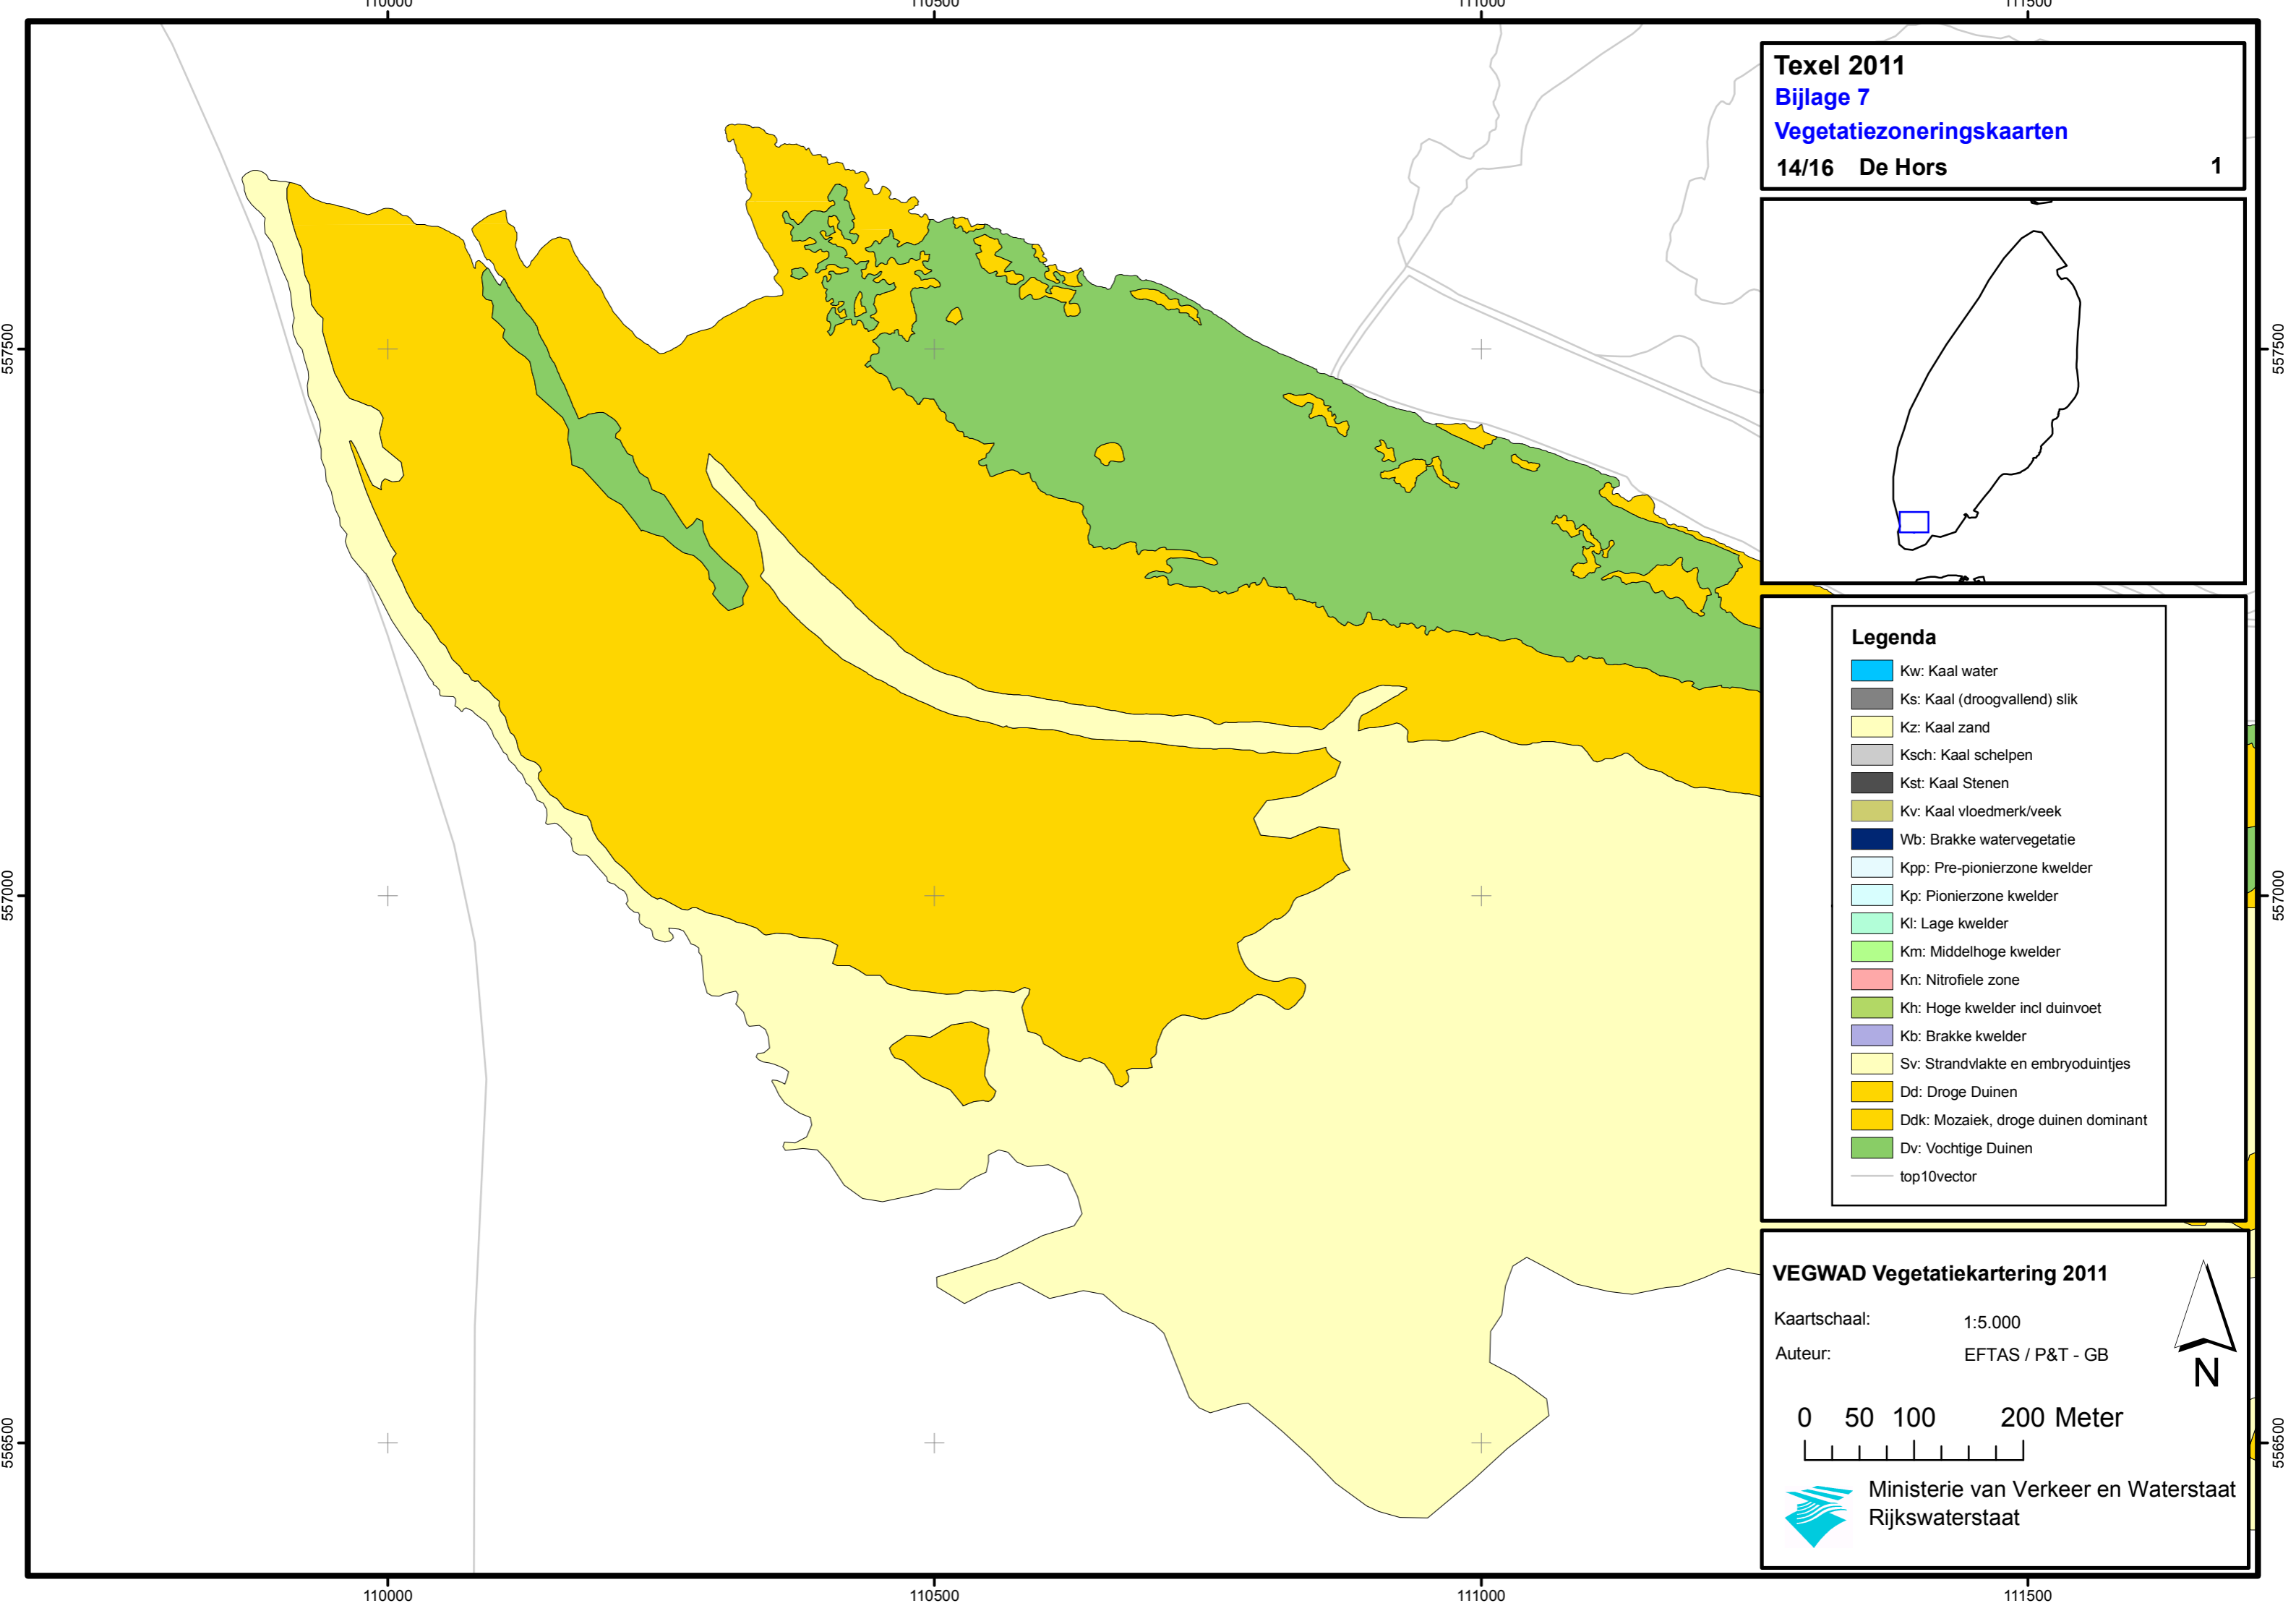 110000 110500 111000 111500
Texel 2011
Bijlage 7
Vegetatiezoneringskaarten
14/16 De Hors 1
557500 557500
Legenda
Kw: Kaal water
Ks: Kaal (droogvallend) slik
Kz: Kaal zand
Ksch: Kaal schelpen
Kst: Kaal Stenen
Kv: Kaal vloedmerk/veek
Wb: Brakke watervegetatie
Kpp: Pre-pionierzone kwelder
Kp: Pionierzone kwelder
Kl: Lage kwelder
Km: Middelhoge kwelder
Kn: Nitrofiele zone
Kh: Hoge kwelder incl duinvoet
Kb: Brakke kwelder
Sv: Strandvlakte en embryoduintjes
Dd: Droge Duinen
Ddk: Mozaiek, droge duinen dominant
Dv: Vochtige Duinen
top10vector
557000 557000
VEGWAD Vegetatiekartering 2011
Kaartschaal: 1:5.000
Auteur: EFTAS / P&T - GB
N
0 50 100 200 Meter
556500 556500
Ministerie van Verkeer en Waterstaat
Rijkswaterstaat
110000 110500 111000 111500